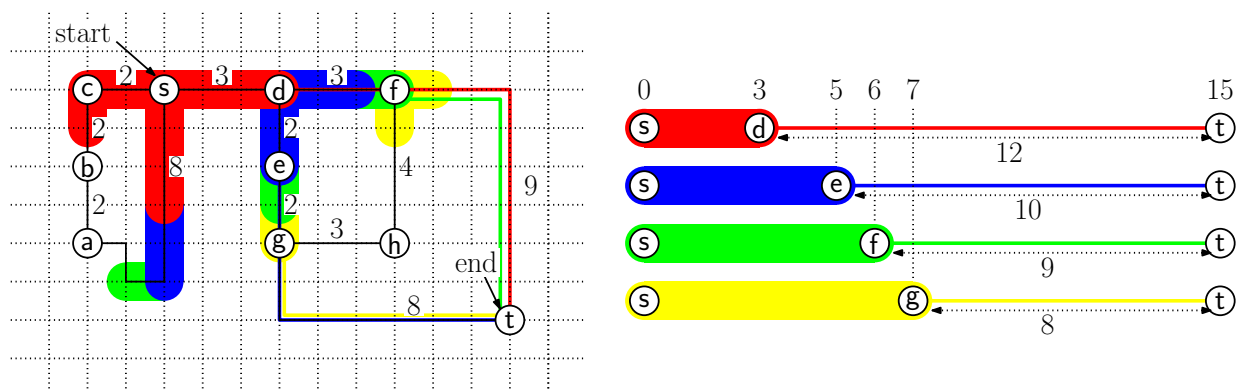 start
c 2 s 3 d 3 f
2 2
b 8 e 4 9
2 2
a g 3 h
end
8
t
0 3 5 6 7 15
s d t
12
s e t
10
s f t
9
s g t
8